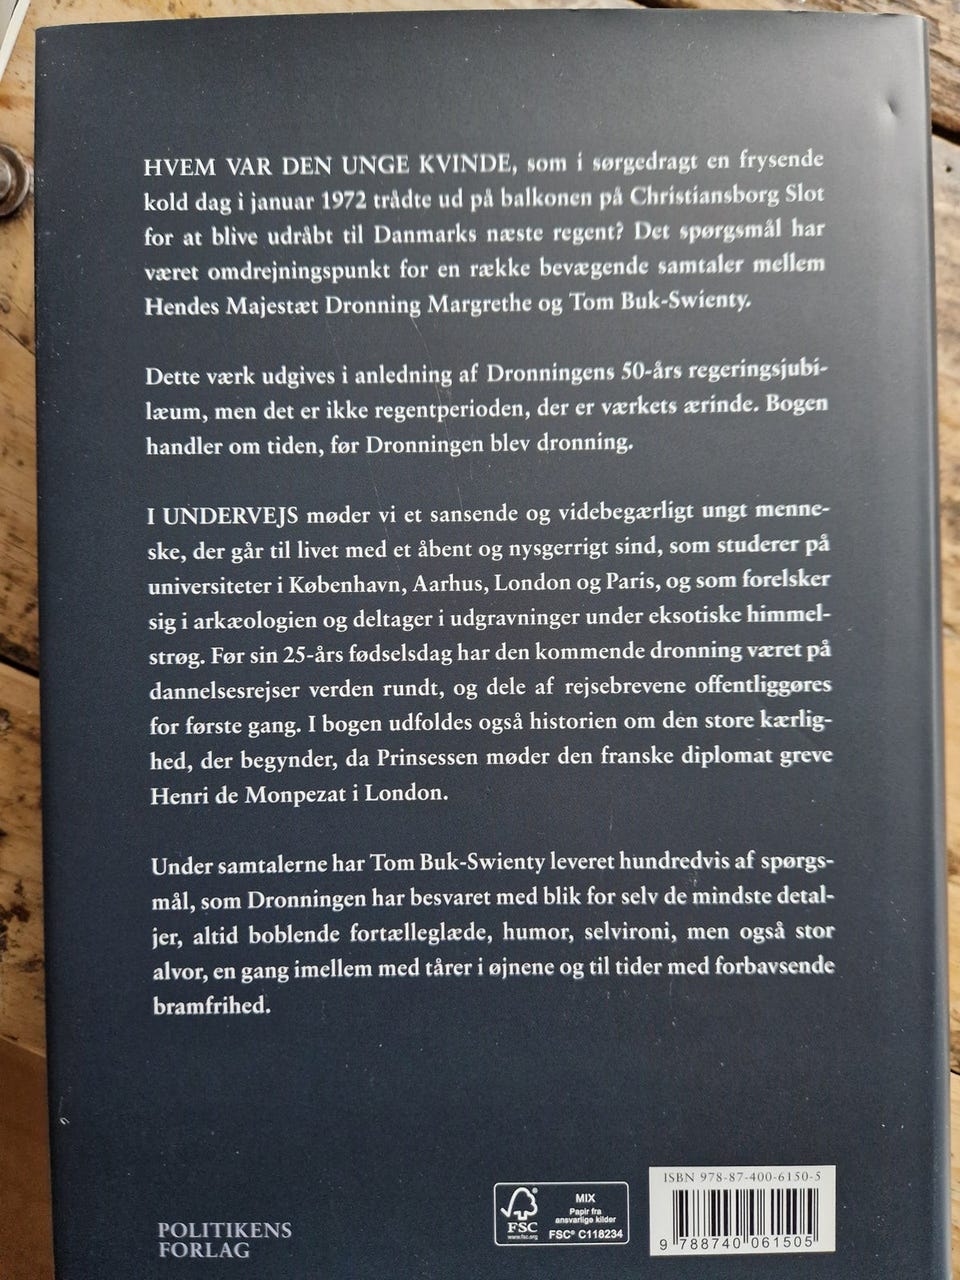 HVEM VAR DEN UNGE KVINDE, som i sørgedragt en frysende
kold dag i januar 1972 trådte ud på balkonen på Christiansborg Slot
for at blive udråbt til Danmarks næste regent? Det spørgsmål har
været omdrejningspunkt for en række bevægende samtaler mellem
Hendes Majestæt Dronning Margrethe og Tom Buk-Swienty.
Dette værk udgives i anledning af Dronningens 50-års regeringsjubi-
læum, men det er ikke regentperioden, der er værkets ærinde. Bogen
handler om tiden, før Dronningen blev dronning.
I UNDERVEJS møder vi et sansende og videbegærligt ungt menne-
ske, der går til livet med et åbent og nysgerrigt sind, som studerer på
universiteter i København, Aarhus, London og Paris, og som forelsker
sig i arkæologien og deltager i udgravninger under eksotiske himmel-
strøg. Før sin 25-års fødselsdag har den kommende dronning været på
dannelsesrejser verden rundt, og dele af rejsebrevene offentliggøres
for første gang. I bogen udfoldes også historien om den store kærlig-
hed, der begynder, da Prinsessen møder den franske diplomat greve
Henri de Monpezat i London.
Under samtalerne har Tom Buk-Swienty leveret hundredvis af spørgs-
mål, som Dronningen har besvaret med blik for selv de mindste detal-
jer, altid boblende fortælleglæde, humor, selvironi, men også stor
alvor, en gang imellem med tårer i øjnene og til tider med forbavsende
bramfrihed.
POLITIKENS
FORLAG
FSC
www.fsc.org
MIX
Papir fra
ansvarlige kilder
FSC® C118234
ISBN 978-87-400-6150-5
9 788740 061505